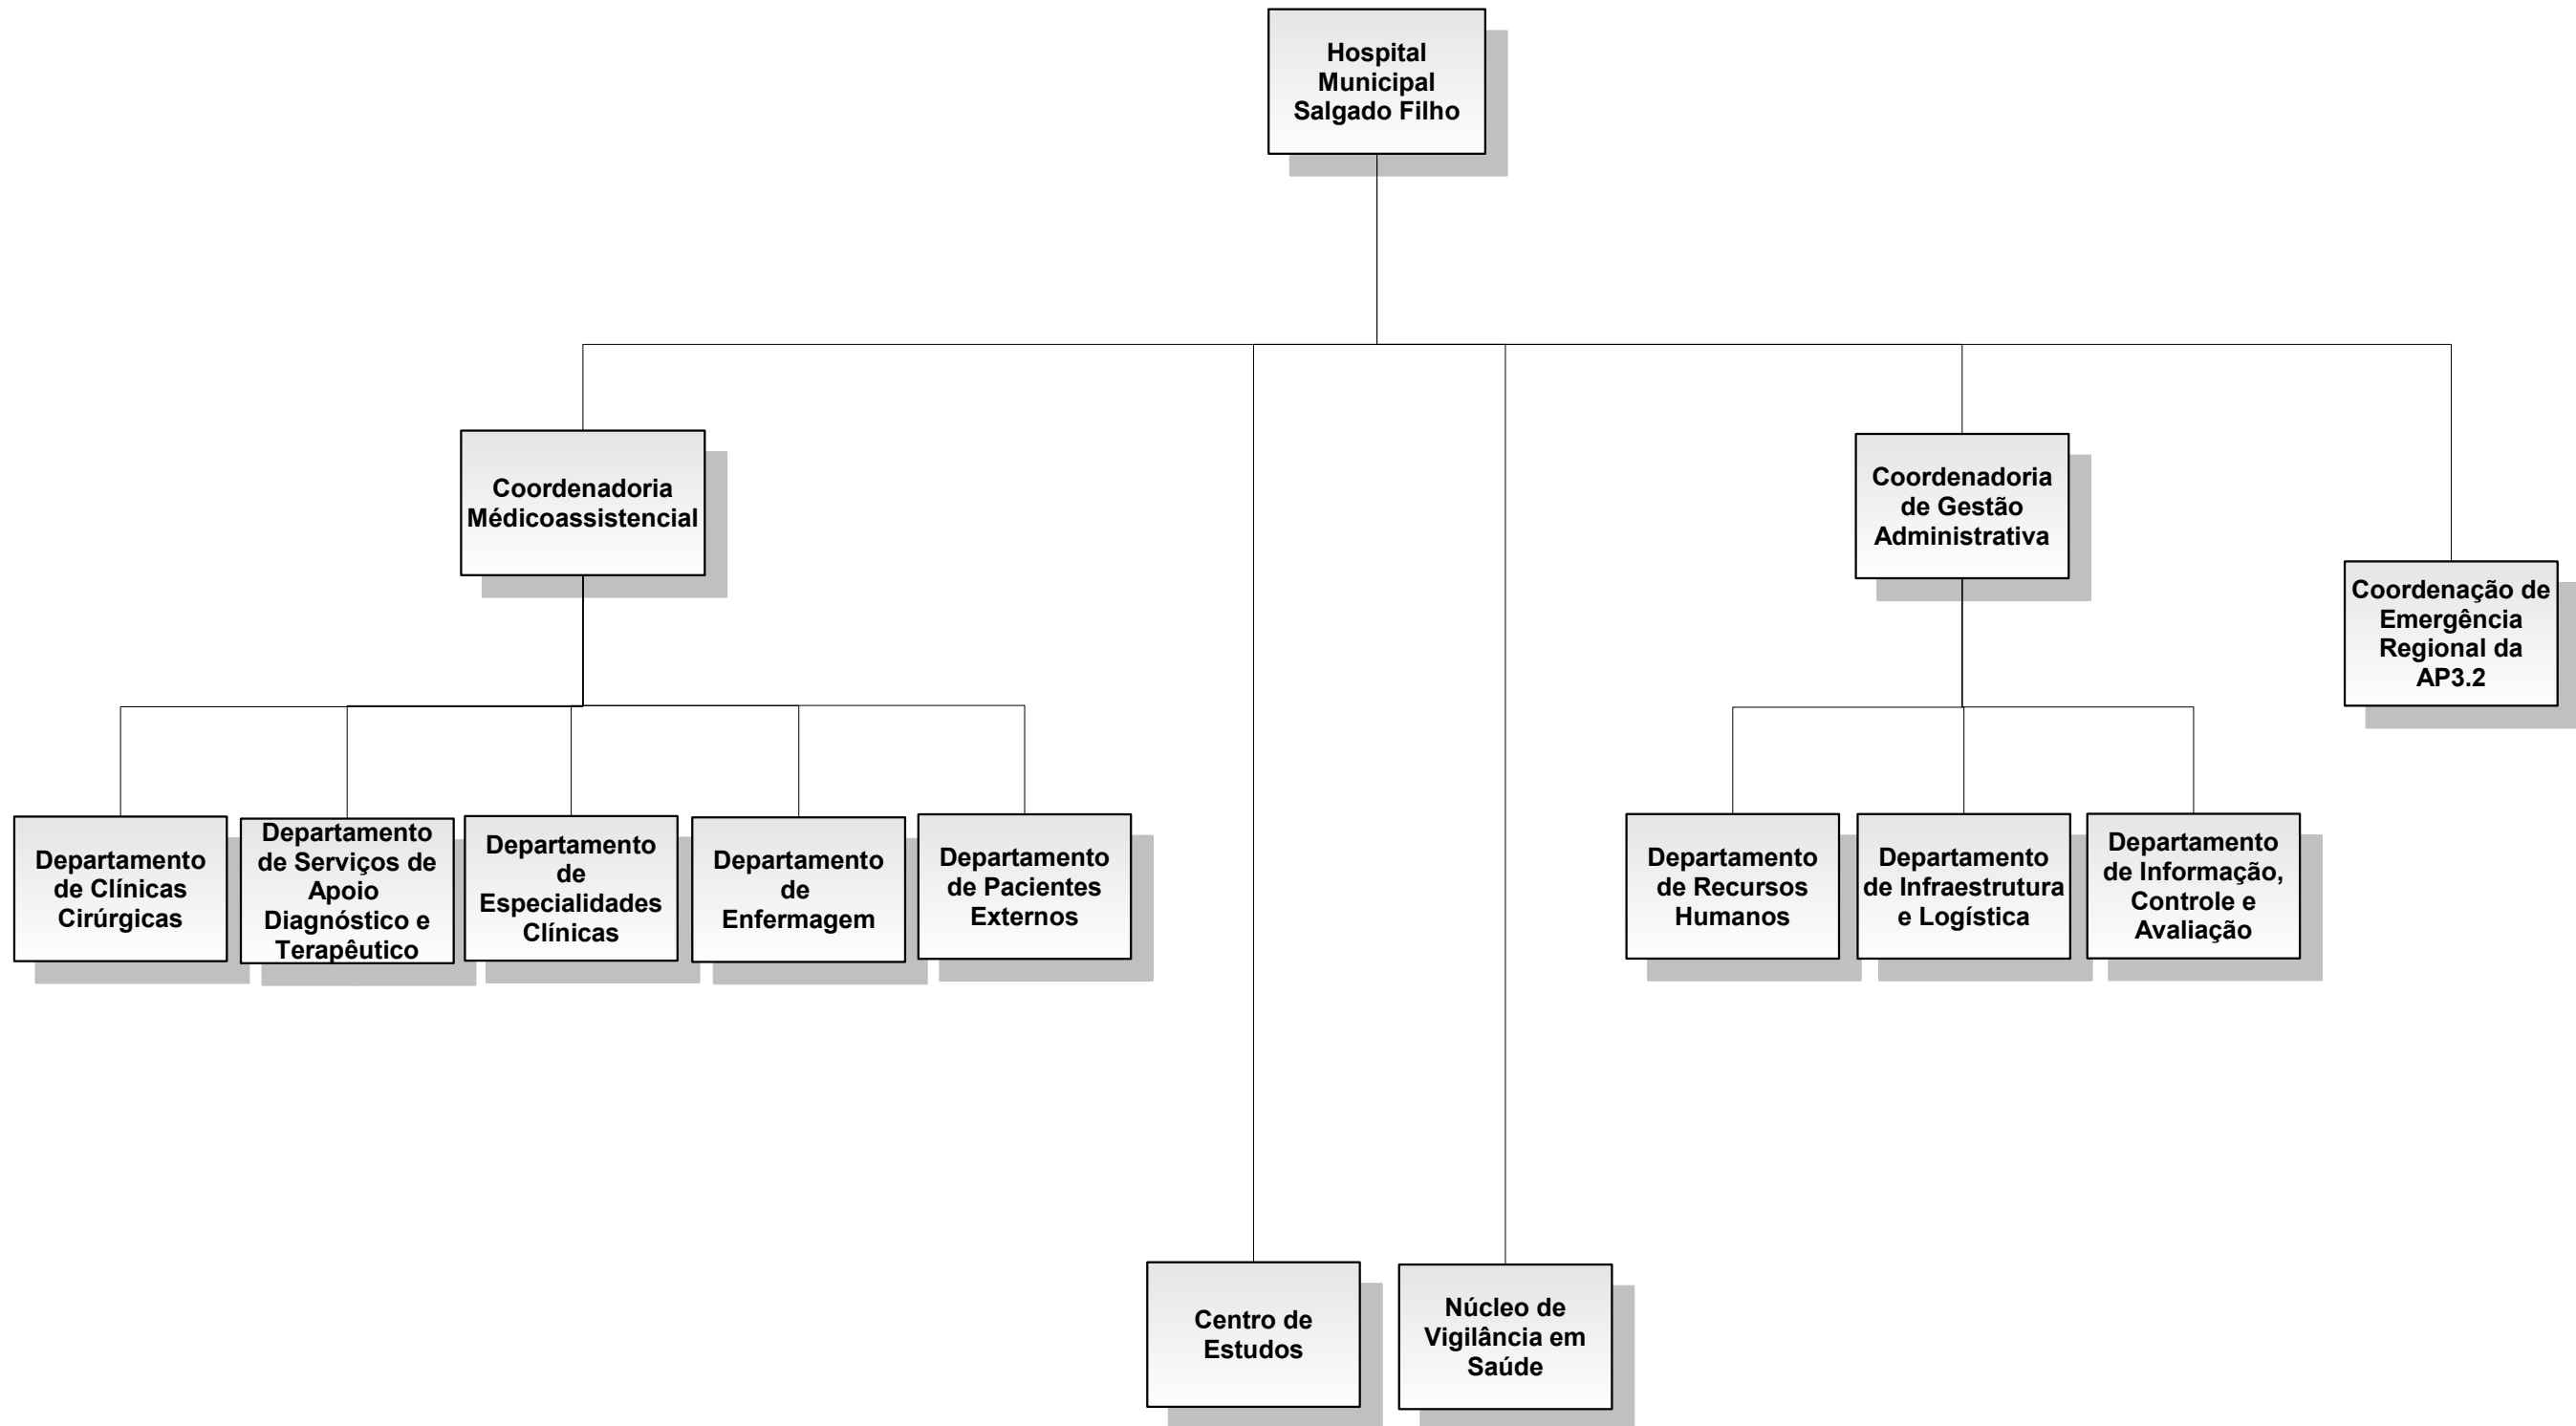 Hospital
Municipal
Salgado Filho
Coordenadoria
Médicoassistencial
Coordenadoria
de Gestão
Administrativa
Coordenação de
Emergência
Regional da
AP3.2
Departamento
de Clínicas
Cirúrgicas
Departamento
de Serviços de
Apoio
Diagnóstico e
Terapêutico
Departamento
de
Especialidades
Clínicas
Departamento
de
Enfermagem
Departamento
de Pacientes
Externos
Departamento
de Recursos
Humanos
Departamento
de Infraestrutura
e Logística
Departamento
de Informação,
Controle e
Avaliação
Centro de
Estudos
Núcleo de
Vigilância em
Saúde